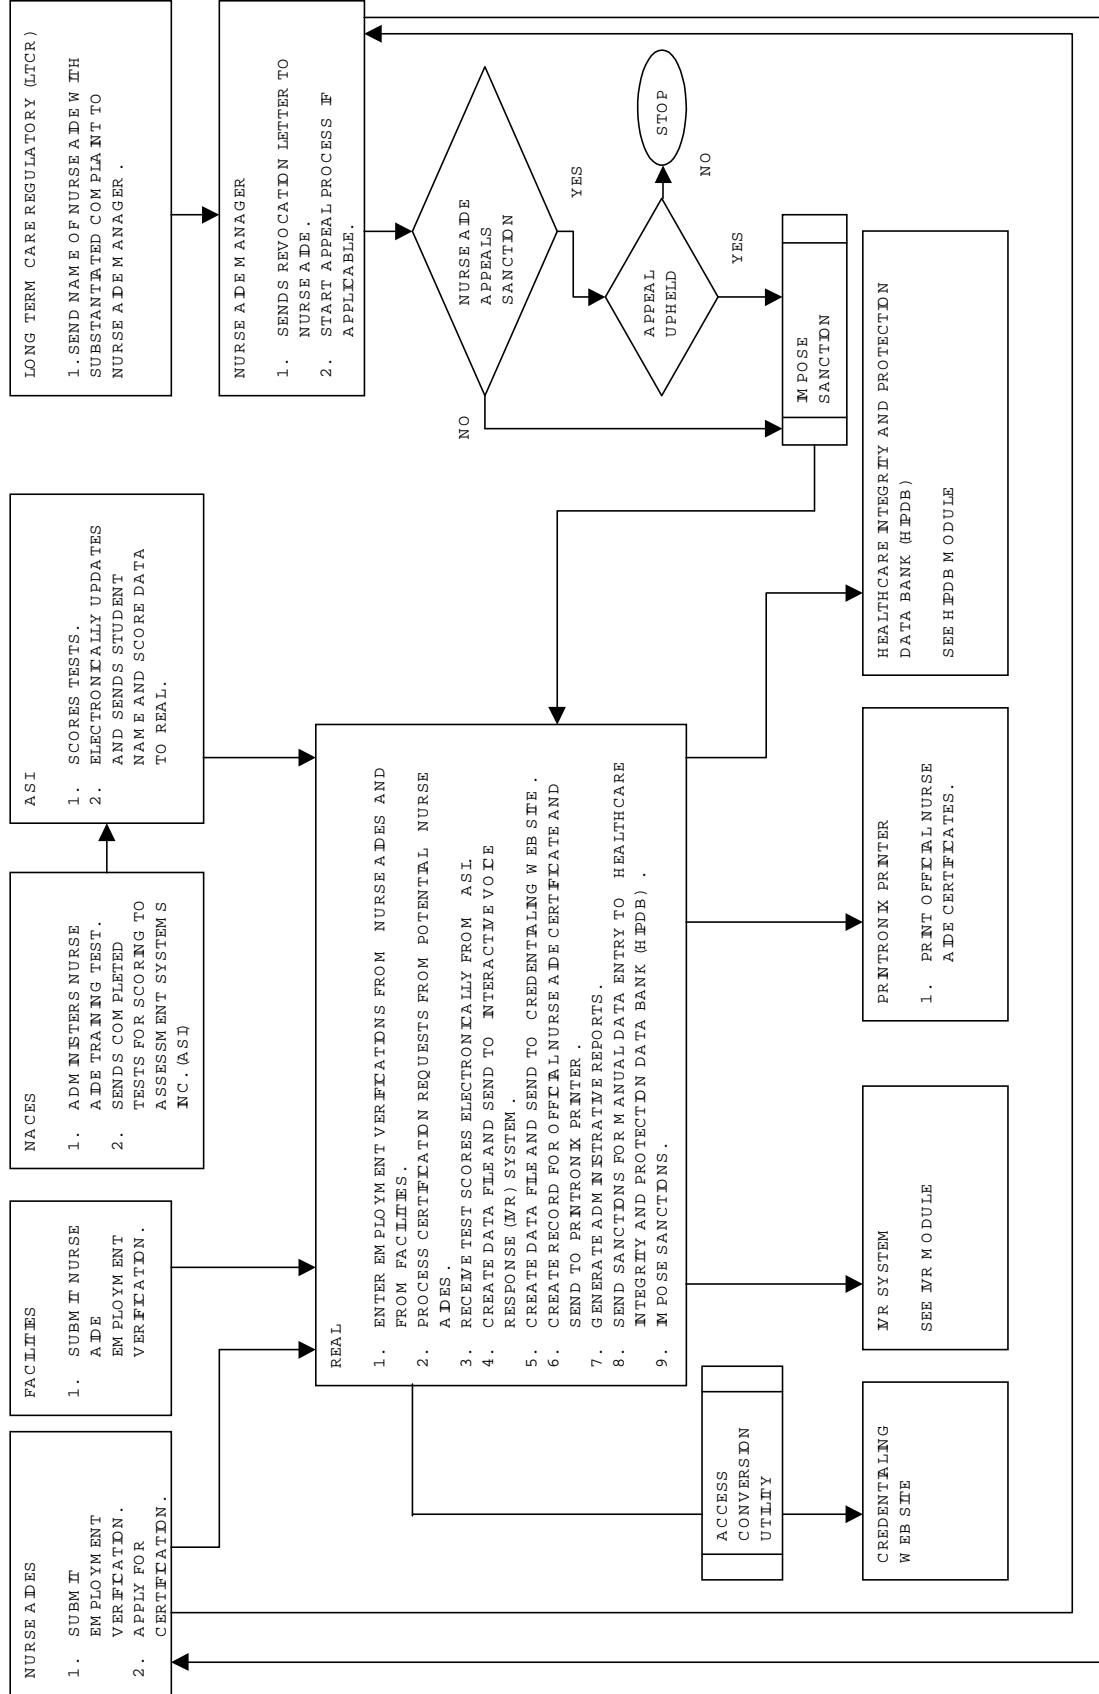 NURSE AIDES
1. SUBMIT
EMPLOYMENT
VERIFICATION.
2. APPLY FOR
CERTIFICATION.
FACILITIES
1. SUBMIT NURSE
AIDE
EMPLOYMENT
VERIFICATION.
NACES
1. ADMINISTERS NURSE
AIDE TRAINING TEST.
2. SENDS COMPLETED
TESTS FOR SCORING TO
ASSESSMENT SYSTEMS
INC. (ASI)
ASI
1. SCORES TESTS.
2. ELECTRONICALLY UPDATES
AND SENDS STUDENT
NAME AND SCORE DATA
TO REAL.
LONG TERM CARE REGULATORY (LTCR)
1. SEND NAME OF NURSE AIDE WITH
SUBSTANTIATED COMPLAINT TO
NURSE AIDE MANAGER.
NURSE AIDE MANAGER
1. SENDS REVOCATION LETTER TO
NURSE AIDE.
2. START APPEAL PROCESS IF
APPLICABLE.
NURSE AIDE
APPEALS
SANCTION
NO
YES
APPEAL
UPHELD
STOP
NO
YES
IMPOSE
SANCTION
REAL
1. ENTER EMPLOYMENT VERIFICATIONS FROM NURSE AIDES AND
FROM FACILITIES.
2. PROCESS CERTIFICATION REQUESTS FROM POTENTIAL NURSE
AIDES.
3. RECEIVE TEST SCORES ELECTRONICALLY FROM ASI.
4. CREATE DATA FILE AND SEND TO INTERACTIVE VOICE
RESPONSE (IVR) SYSTEM.
5. CREATE DATA FILE AND SEND TO CREDENTIALING WEB SITE.
6. CREATE RECORD FOR OFFICIAL NURSE AIDE CERTIFICATE AND
SEND TO PRINTRONIX PRINTER.
7. GENERATE ADMINISTRATIVE REPORTS.
8. SEND SANCTIONS FOR MANUAL DATA ENTRY TO HEALTHCARE
INTEGRITY AND PROTECTION DATA BANK (HIPDB).
9. IMPOSE SANCTIONS.
ACCESS
CONVERSION
UTILITY
CREDENTIALING
WEB SITE
IVR SYSTEM
SEE IVR MODULE
PRINTRONIX PRINTER
1. PRINT OFFICIAL NURSE
AIDE CERTIFICATES.
HEALTHCARE INTEGRITY AND PROTECTION
DATA BANK (HIPDB)
SEE HIPDB MODULE